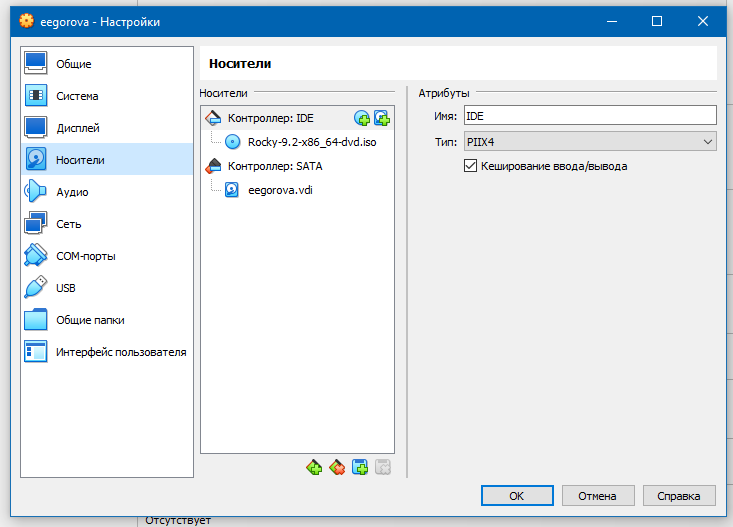 eegorova - Настройки
Общие
Система
Дисплей
Носители
Аудио
Сеть
COM-порты
USB
Общие папки
Интерфейс пользователя
Носители
Носители
Контроллер: IDE
Rocky-9.2-x86_64-dvd.iso
Контроллер: SATA
eegorova.vdi
Атрибуты
Имя: IDE
Тип: PIIX4
Кеширование ввода/вывода
OK
Отмена
Справка
Отсутствует